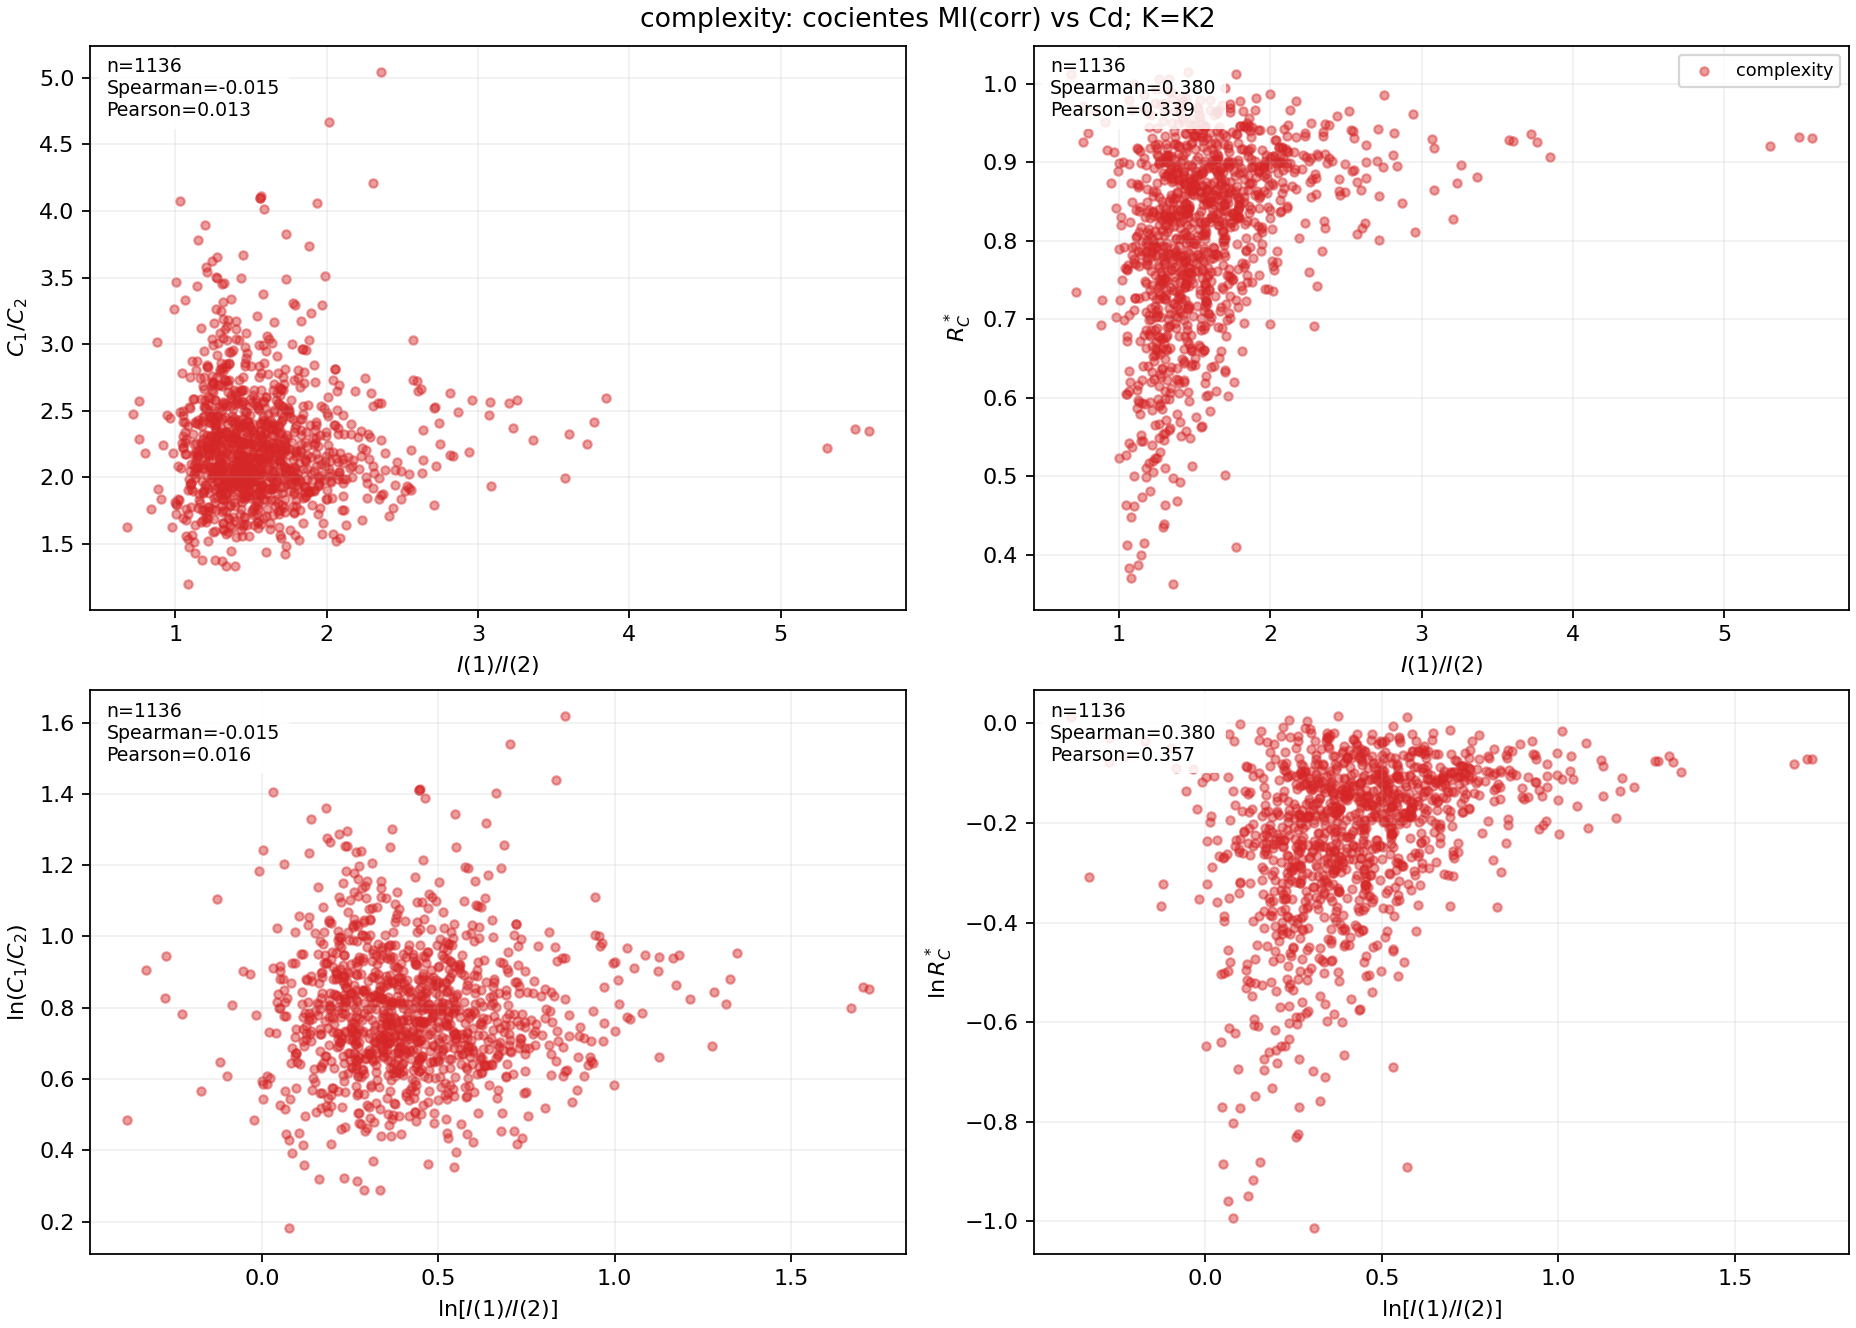 complexity: cocientes MI(corr) vs Cd; K=K2
n=1136
Spearman=-0.015
Pearson=0.013
5.0
4.5
4.0
3.5
3.0
2.5
2.0
1.5
C1/C2
1 2 3 4 5
I(1)/I(2)
n=1136
Spearman=0.380
Pearson=0.339
complexity
1.0
0.9
0.8
0.7
0.6
0.5
0.4
R*C
1 2 3 4 5
I(1)/I(2)
n=1136
Spearman=-0.015
Pearson=0.016
1.6
1.4
1.2
1.0
0.8
0.6
0.4
0.2
ln(C1/C2)
0.0 0.5 1.0 1.5
ln[I(1)/I(2)]
n=1136
Spearman=0.380
Pearson=0.357
0.0
−0.2
−0.4
−0.6
−0.8
−1.0
ln R*C
0.0 0.5 1.0 1.5
ln[I(1)/I(2)]